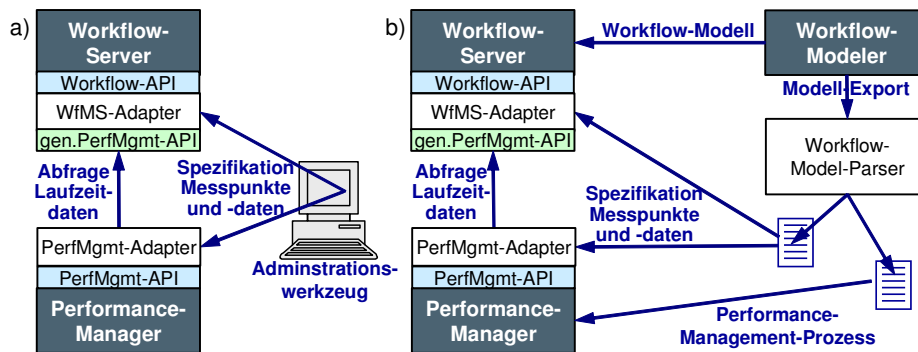 a)
Workflow-
Server
Workflow-API
WfMS-Adapter
gen.PerfMgmt-API
Abfrage
Laufzeit-
daten
Spezifikation
Messpunkte
und -daten
PerfMgmt-Adapter
PerfMgmt-API
Performance-
Manager
Adminstrations-
werkzeug
b)
Workflow-
Server
Workflow-API
WfMS-Adapter
gen.PerfMgmt-API
Workflow-Modell
Workflow-
Modeler
Modell-Export
Workflow-
Model-Parser
Abfrage
Laufzeit-
daten
Spezifikation
Messpunkte
und -daten
PerfMgmt-Adapter
PerfMgmt-API
Performance-
Manager
Performance-
Management-Prozess